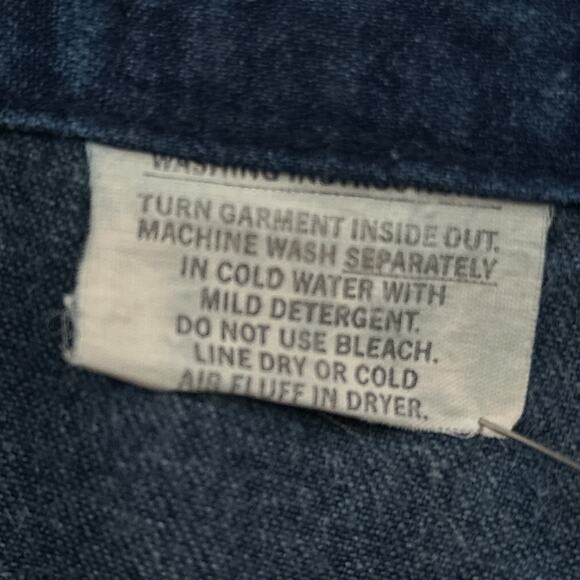 WASHING INSTRUCTIONS
TURN GARMENT INSIDE OUT.
MACHINE WASH SEPARATELY
IN COLD WATER WITH
MILD DETERGENT.
DO NOT USE BLEACH.
LINE DRY OR COLD
AIR FLUFF IN DRYER.